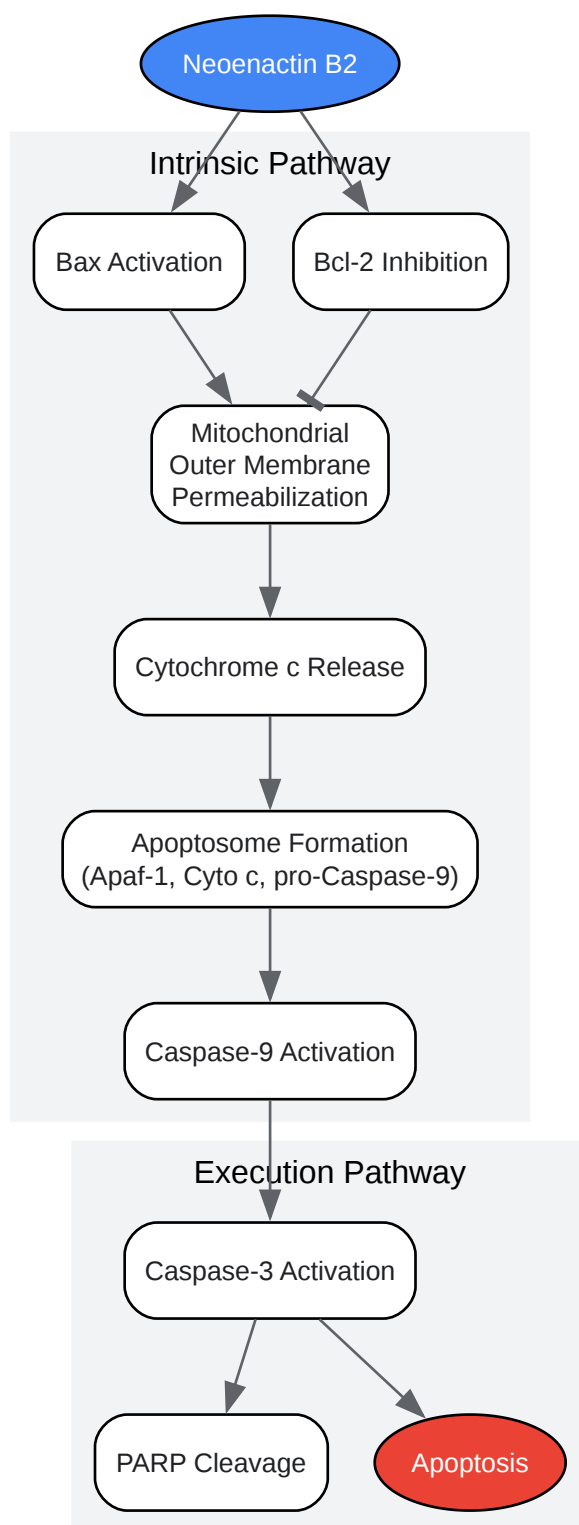 Neoenactin B2
Intrinsic Pathway
Bax Activation
Bcl-2 Inhibition
Mitochondrial
Outer Membrane
Permeabilization
Cytochrome c Release
Apoptosome Formation
(Apaf-1, Cyto c, pro-Caspase-9)
Caspase-9 Activation
Execution Pathway
Caspase-3 Activation
PARP Cleavage
Apoptosis